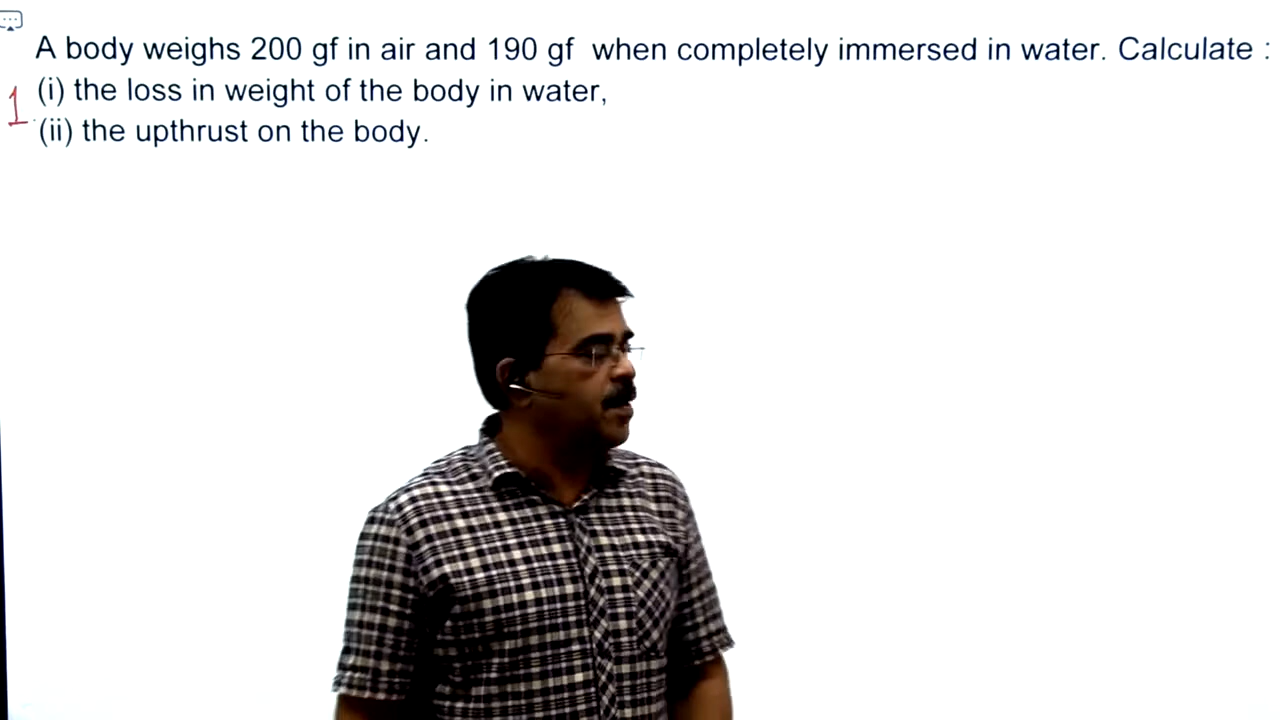 A body weighs 200 gf in air and 190 gf when completely immersed in water. Calculate :
(i) the loss in weight of the body in water,
1
(ii) the upthrust on the body.